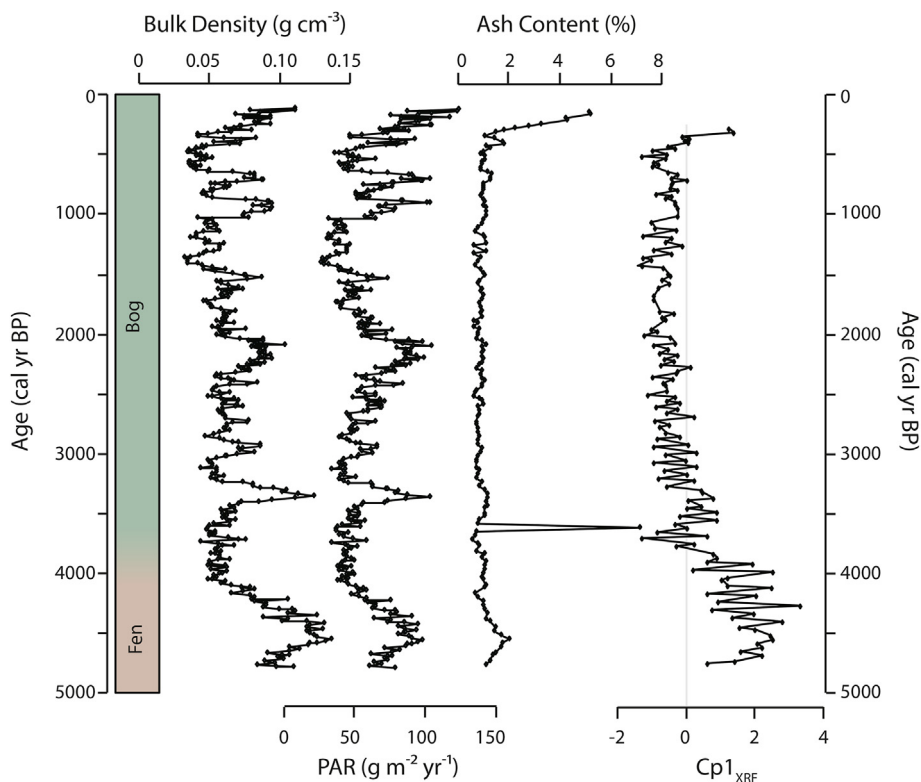 Bulk Density (g cm⁻³) Ash Content (%)
0 0.05 0.10 0.15 0 2 4 6 8
0 0
1000 1000
2000 2000
3000 3000
4000 4000
5000 5000
Age (cal yr BP)
Bog
Fen
Age (cal yr BP)
0 50 100 150 -2 0 2 4
PAR (g m⁻² yr⁻¹) Cp1XRF